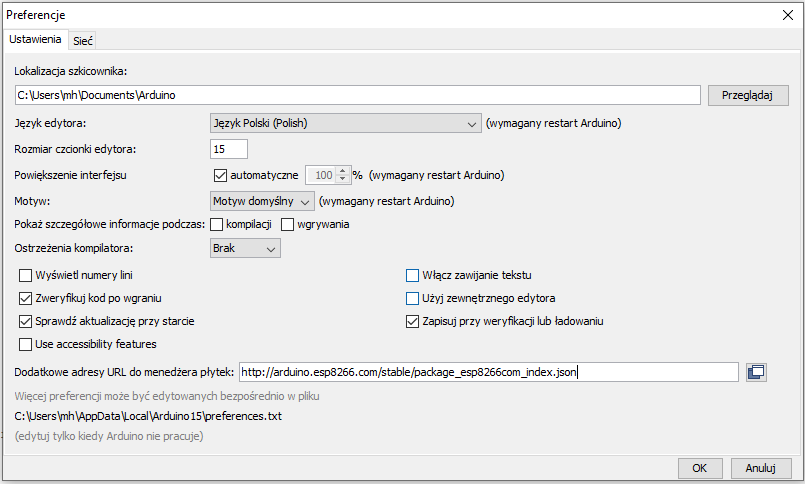 Preferencje
Ustawienia Sieć
Lokalizacja szkicownika:
C:\Users\mh\Documents\Arduino Przeglądaj
Język edytora: Język Polski (Polish) (wymagany restart Arduino)
Rozmiar czcionki edytora: 15
Powiększenie interfejsu automatyczne 100 % (wymagany restart Arduino)
Motyw: Motyw domyślny (wymagany restart Arduino)
Pokaż szczegółowe informacje podczas: kompilacji wgrywania
Ostrzeżenia kompilatora: Brak
Wyświetl numery lini Włącz zawijanie tekstu
Zweryfikuj kod po wgraniu Użyj zewnętrznego edytora
Sprawdź aktualizację przy starcie Zapisuj przy weryfikacji lub ładowaniu
Use accessibility features
Dodatkowe adresy URL do menedżera płytek: http://arduino.esp8266.com/stable/package_esp8266com_index.json
Więcej preferencji może być edytowanych bezpośrednio w pliku
C:\Users\mh\AppData\Local\Arduino15\preferences.txt
(edytuj tylko kiedy Arduino nie pracuje)
OK Anuluj